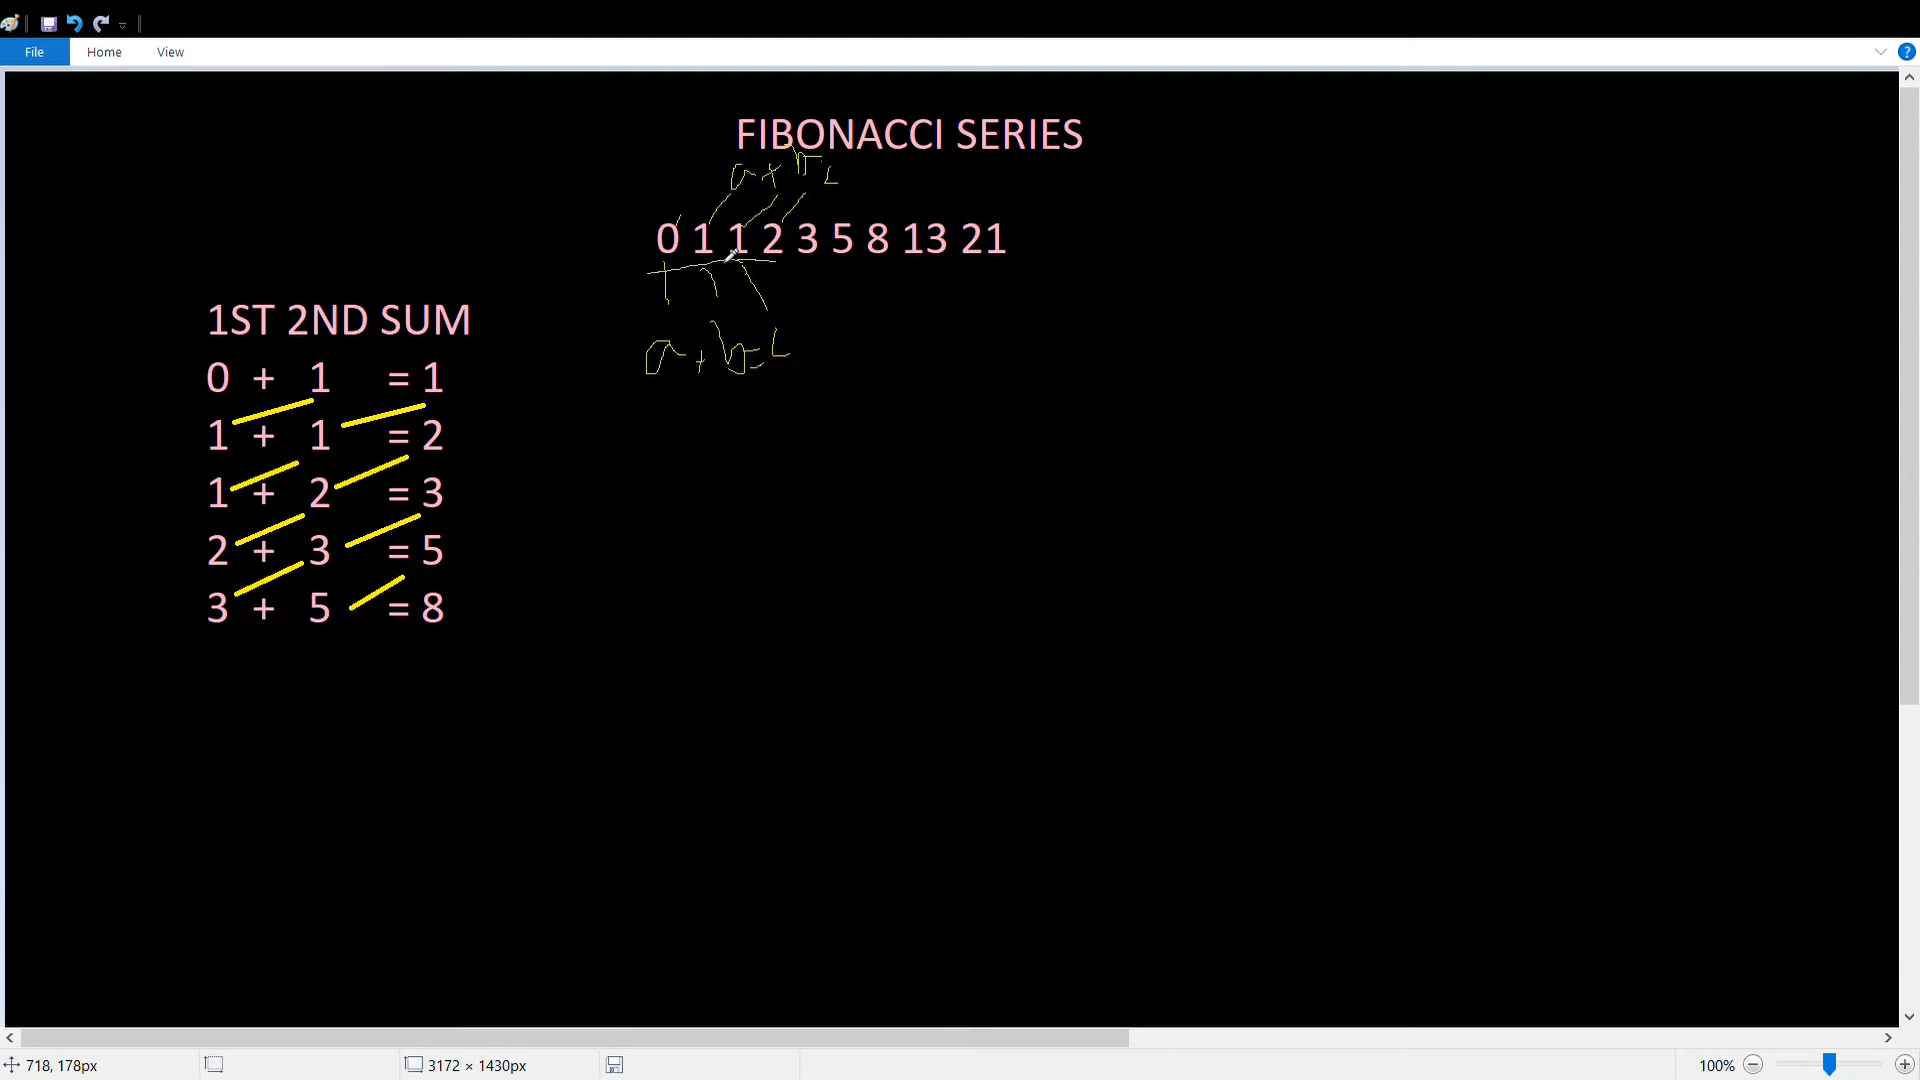 File Home View
FIBONACCI SERIES
a + b
0 1 1 2 3 5 8 13 21
a + b =
1ST 2ND SUM
0 + 1 = 1
1 + 1 = 2
1 + 2 = 3
2 + 3 = 5
3 + 5 = 8
718, 178px 3172 × 1430px 100%